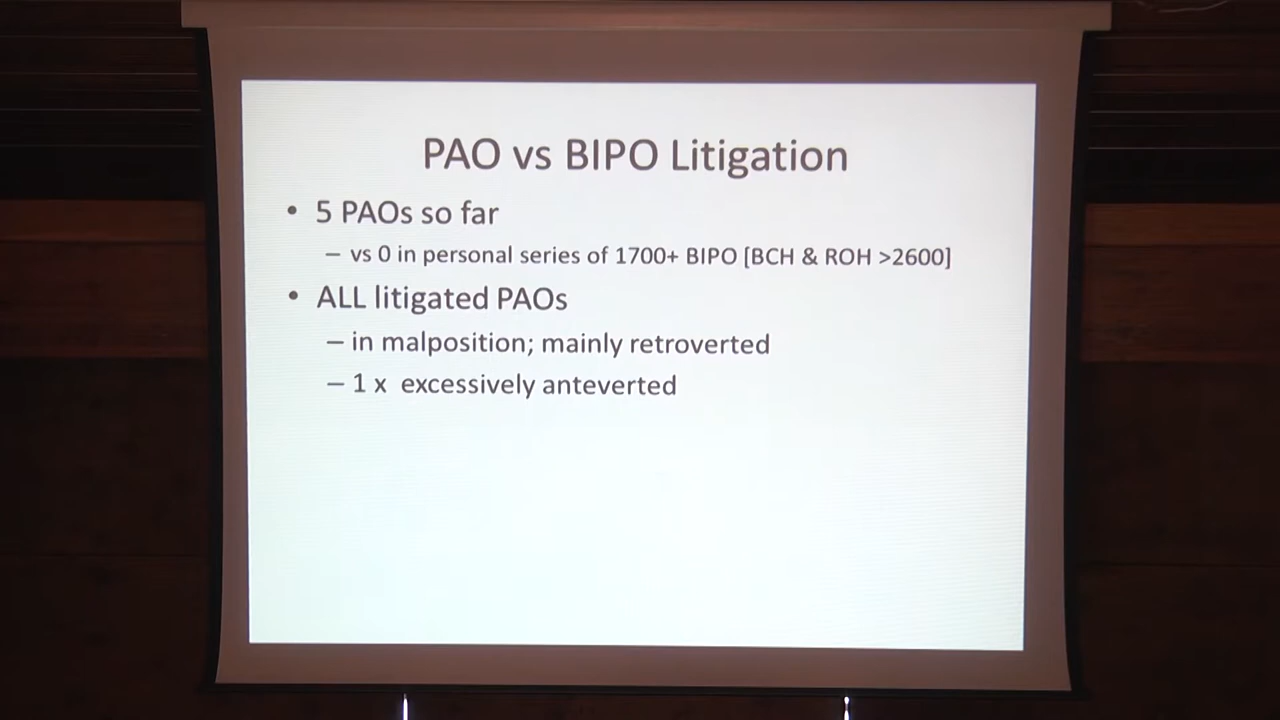 PAO vs BIPO Litigation
• 5 PAOs so far
– vs 0 in personal series of 1700+ BIPO [BCH & ROH >2600]
• ALL litigated PAOs
– in malposition; mainly retroverted
– 1 x excessively anteverted